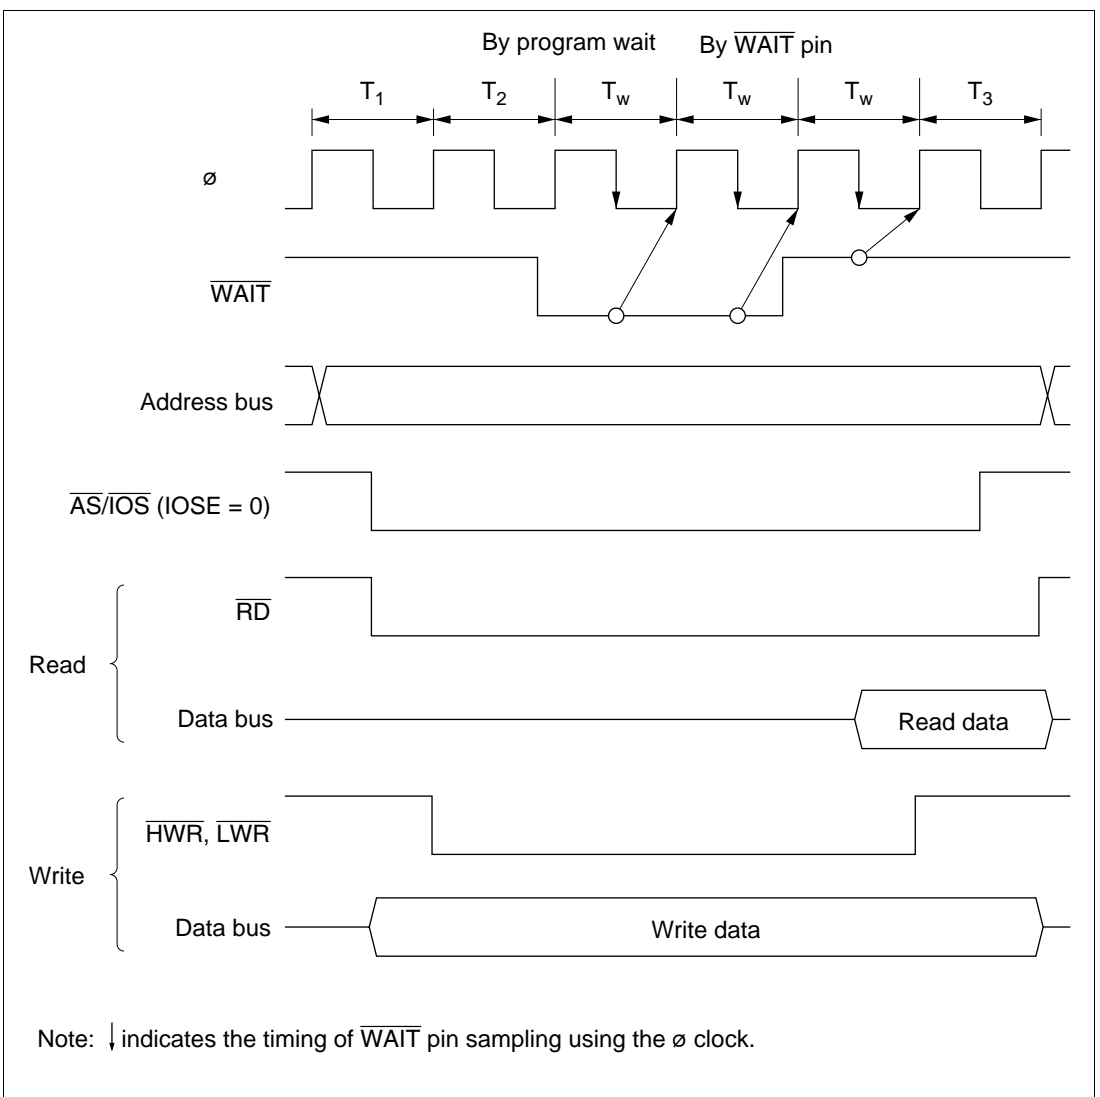 By program wait By WAIT pin
T1 T2 Tw Tw Tw T3
ø
WAIT
Address bus
AS/IOS (IOSE = 0)
RD
Read
Data bus Read data
HWR, LWR
Write
Data bus Write data
Note: ↓ indicates the timing of WAIT pin sampling using the ø clock.